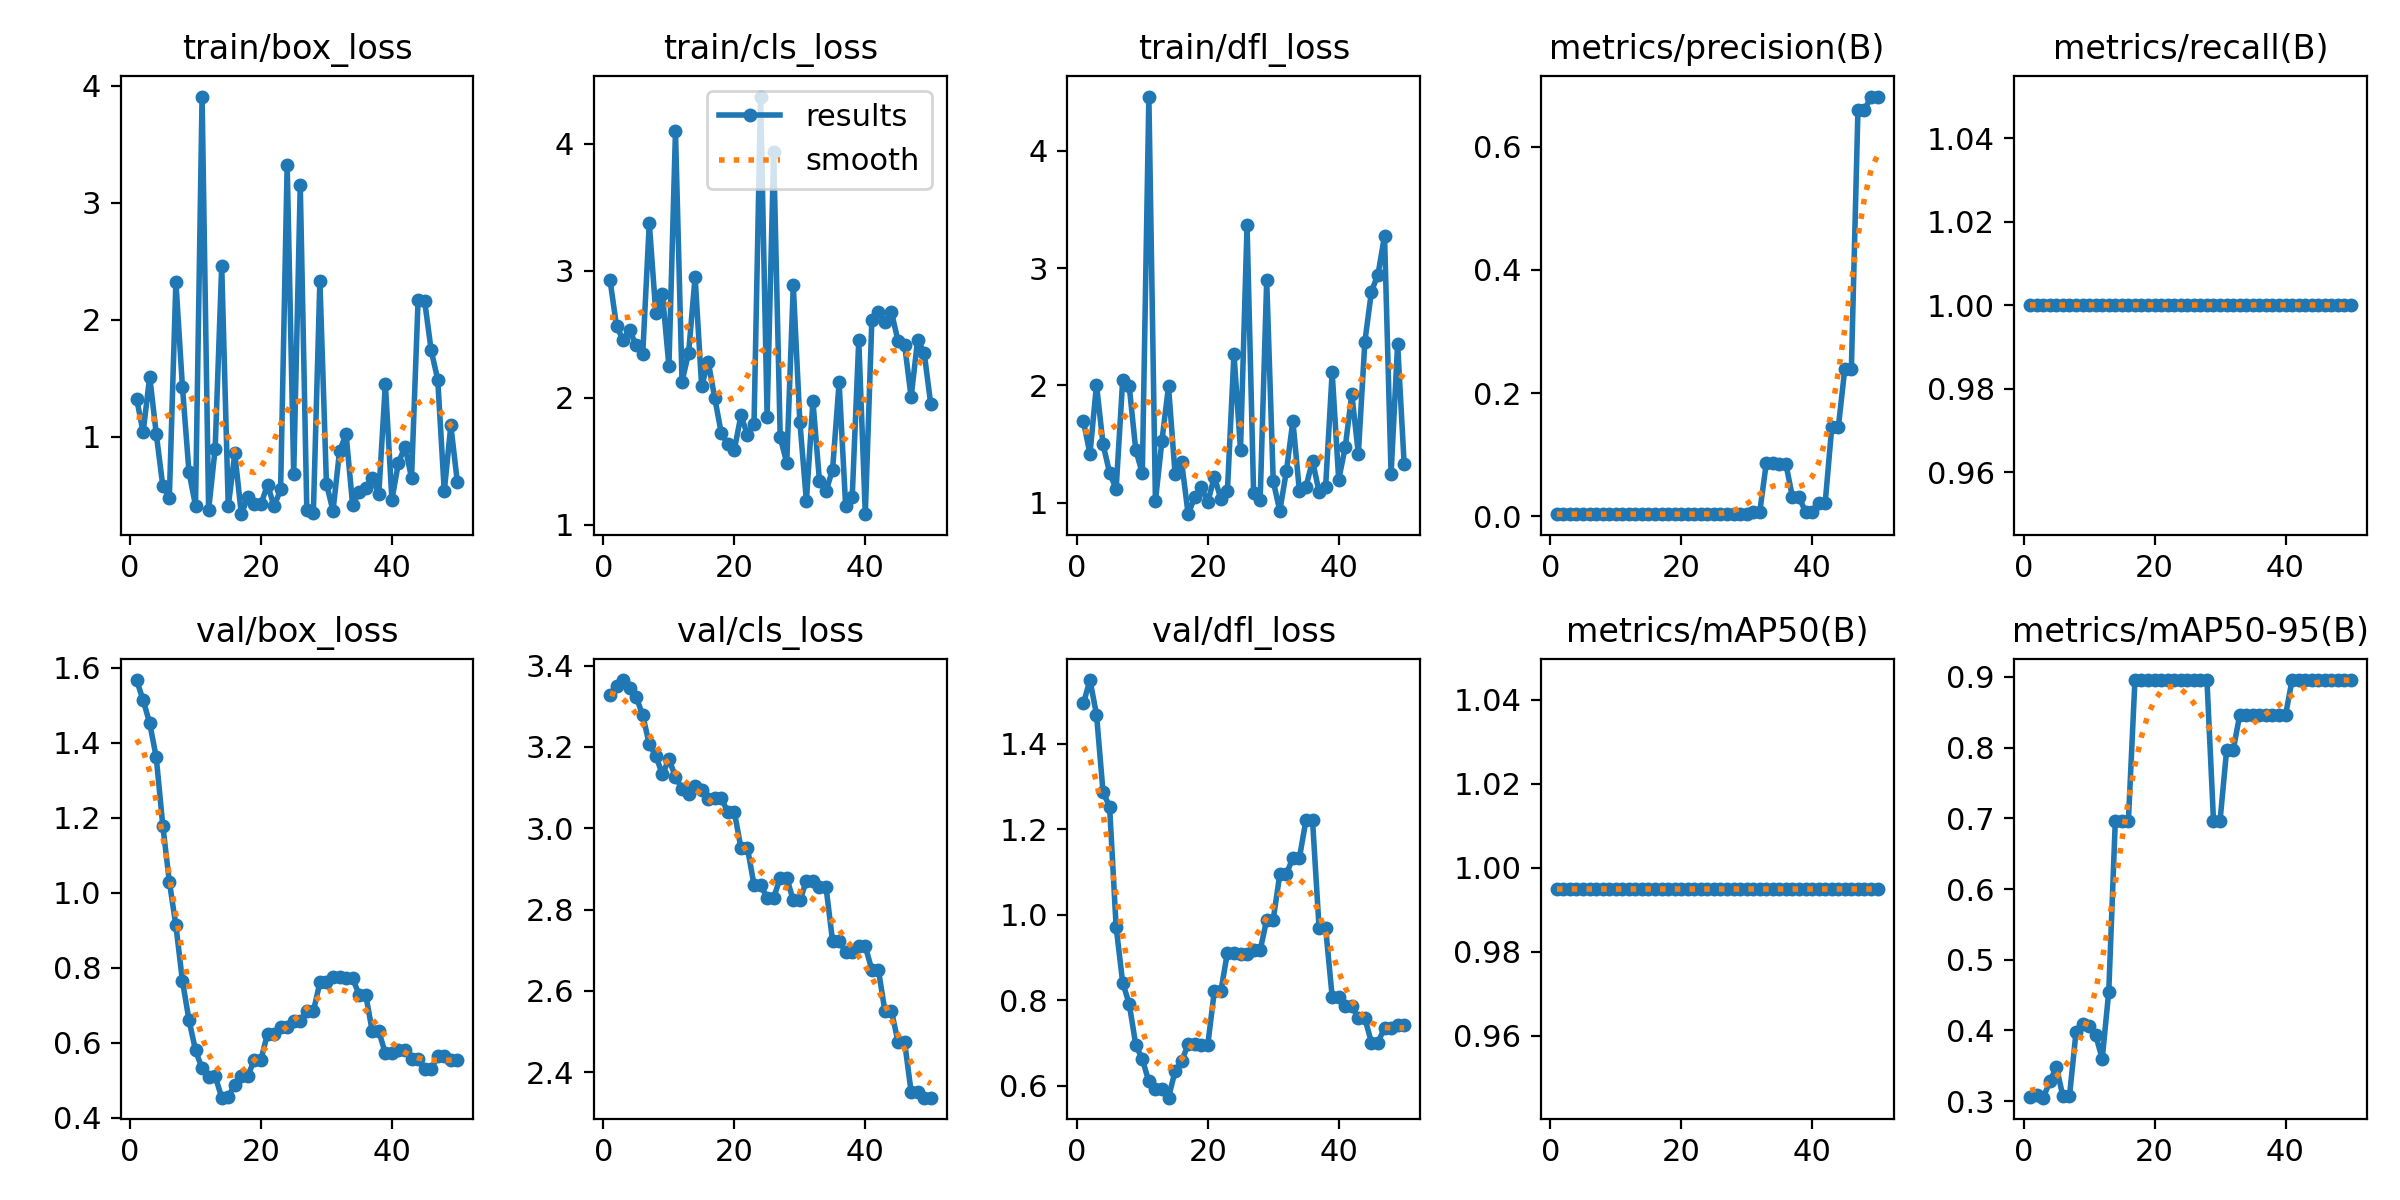 train/box_loss
4
3
2
1
0 20 40
train/cls_loss
results
smooth
4
3
2
1
0 20 40
train/dfl_loss
4
3
2
1
0 20 40
metrics/precision(B)
0.6
0.4
0.2
0.0
0 20 40
metrics/recall(B)
1.04
1.02
1.00
0.98
0.96
0 20 40
val/box_loss
1.6
1.4
1.2
1.0
0.8
0.6
0.4
0 20 40
val/cls_loss
3.4
3.2
3.0
2.8
2.6
2.4
0 20 40
val/dfl_loss
1.4
1.2
1.0
0.8
0.6
0 20 40
metrics/mAP50(B)
1.04
1.02
1.00
0.98
0.96
0 20 40
metrics/mAP50-95(B)
0.9
0.8
0.7
0.6
0.5
0.4
0.3
0 20 40